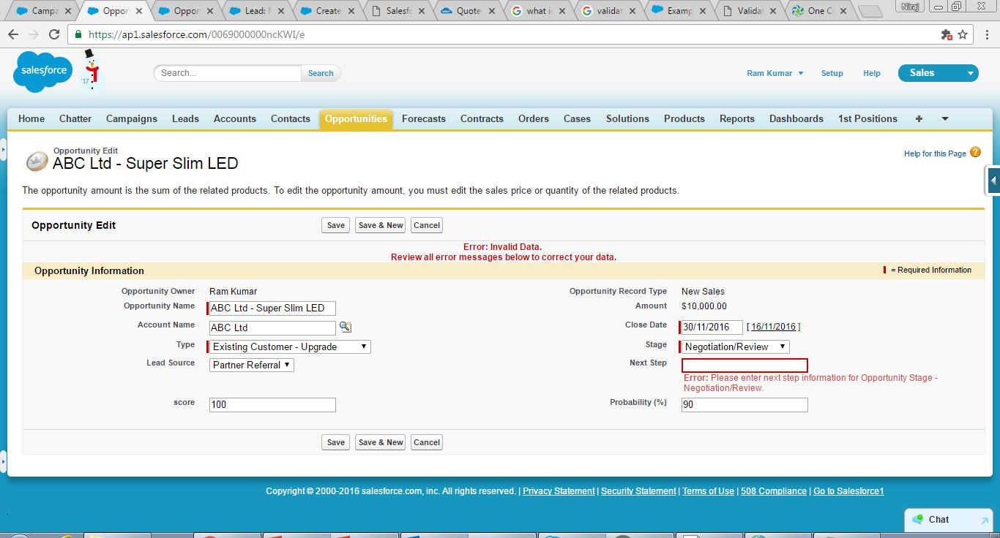 Campa
Oppor
Oppor
Lead: N
Create
Salesfo
Quote
what is
validat
Examp
Validat
One C
Niraj
https://ap1.salesforce.com/0069000000ncKWI/e
salesforce
'17
Search...
Search
Ram Kumar
Setup
Help
Sales
Home Chatter Campaigns Leads Accounts Contacts Opportunities Forecasts Contracts Orders Cases Solutions Products Reports Dashboards 1st Positions +
Opportunity Edit
ABC Ltd - Super Slim LED
Help for this Page ?
The opportunity amount is the sum of the related products. To edit the opportunity amount, you must edit the sales price or quantity of the related products.
Opportunity Edit
Save
Save & New
Cancel
Error: Invalid Data.
Review all error messages below to correct your data.
Opportunity Information
= Required Information
Opportunity Owner Ram Kumar
Opportunity Record Type New Sales
Opportunity Name ABC Ltd - Super Slim LED
Amount $10,000.00
Account Name ABC Ltd
Close Date 30/11/2016 [ 16/11/2016 ]
Type Existing Customer - Upgrade
Stage Negotiation/Review
Lead Source Partner Referral
Next Step
Error: Please enter next step information for Opportunity Stage -
Negotiation/Review.
score 100
Probability (%) 90
Save
Save & New
Cancel
Copyright © 2000-2016 salesforce.com, inc. All rights reserved. | Privacy Statement | Security Statement | Terms of Use | 508 Compliance | Go to Salesforce1
Chat